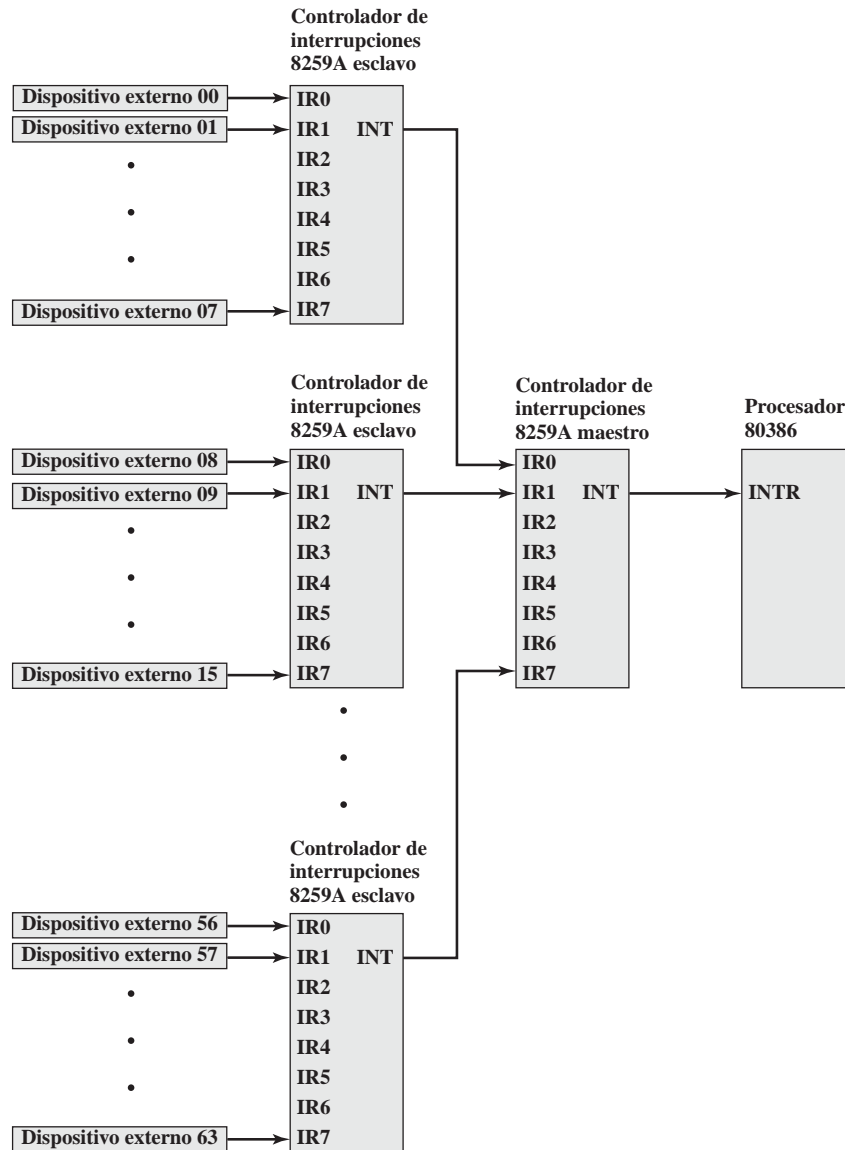 Controlador de
interrupciones
8259A esclavo
Dispositivo externo 00
Dispositivo externo 01
Dispositivo externo 07
IR0
IR1 INT
IR2
IR3
IR4
IR5
IR6
IR7
Controlador de
interrupciones
8259A esclavo
Dispositivo externo 08
Dispositivo externo 09
Dispositivo externo 15
IR0
IR1 INT
IR2
IR3
IR4
IR5
IR6
IR7
Controlador de
interrupciones
8259A maestro
IR0
IR1 INT
IR2
IR3
IR4
IR5
IR6
IR7
Procesador
80386
INTR
Controlador de
interrupciones
8259A esclavo
Dispositivo externo 56
Dispositivo externo 57
Dispositivo externo 63
IR0
IR1 INT
IR2
IR3
IR4
IR5
IR6
IR7